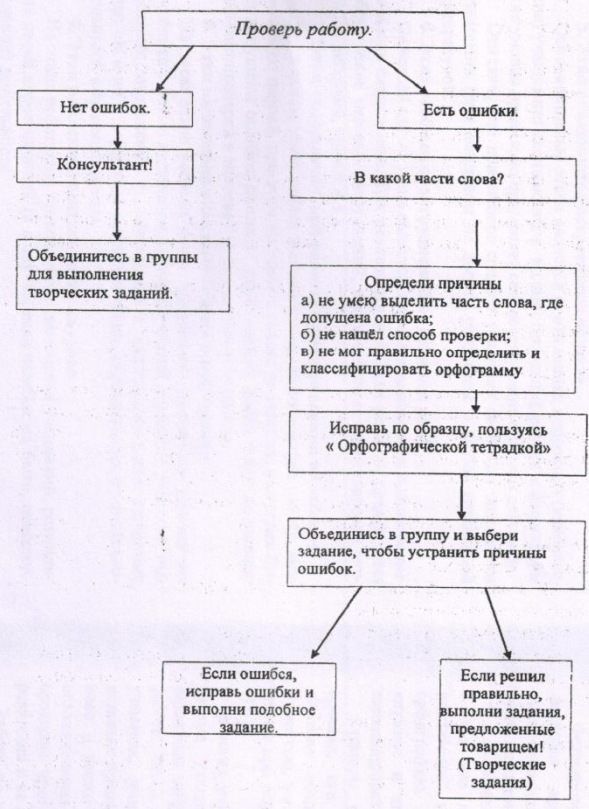 Проверь работу.
Нет ошибок.
Есть ошибки.
Консультант!
В какой части слова?
Объединитесь в группы
для выполнения
творческих заданий.
Определи причины
а) не умею выделить часть слова, где
допущена ошибка;
б) не нашёл способ проверки;
в) не мог правильно определить и
классифицировать орфограмму
Исправь по образцу, пользуясь
« Орфографической тетрадкой»
Объединись в группу и выбери
задание, чтобы устранить причины
ошибок.
Если ошибся,
исправь ошибки и
выполни подобное
задание.
Если решил
правильно,
выполни задания,
предложенные
товарищем!
(Творческие
задания)